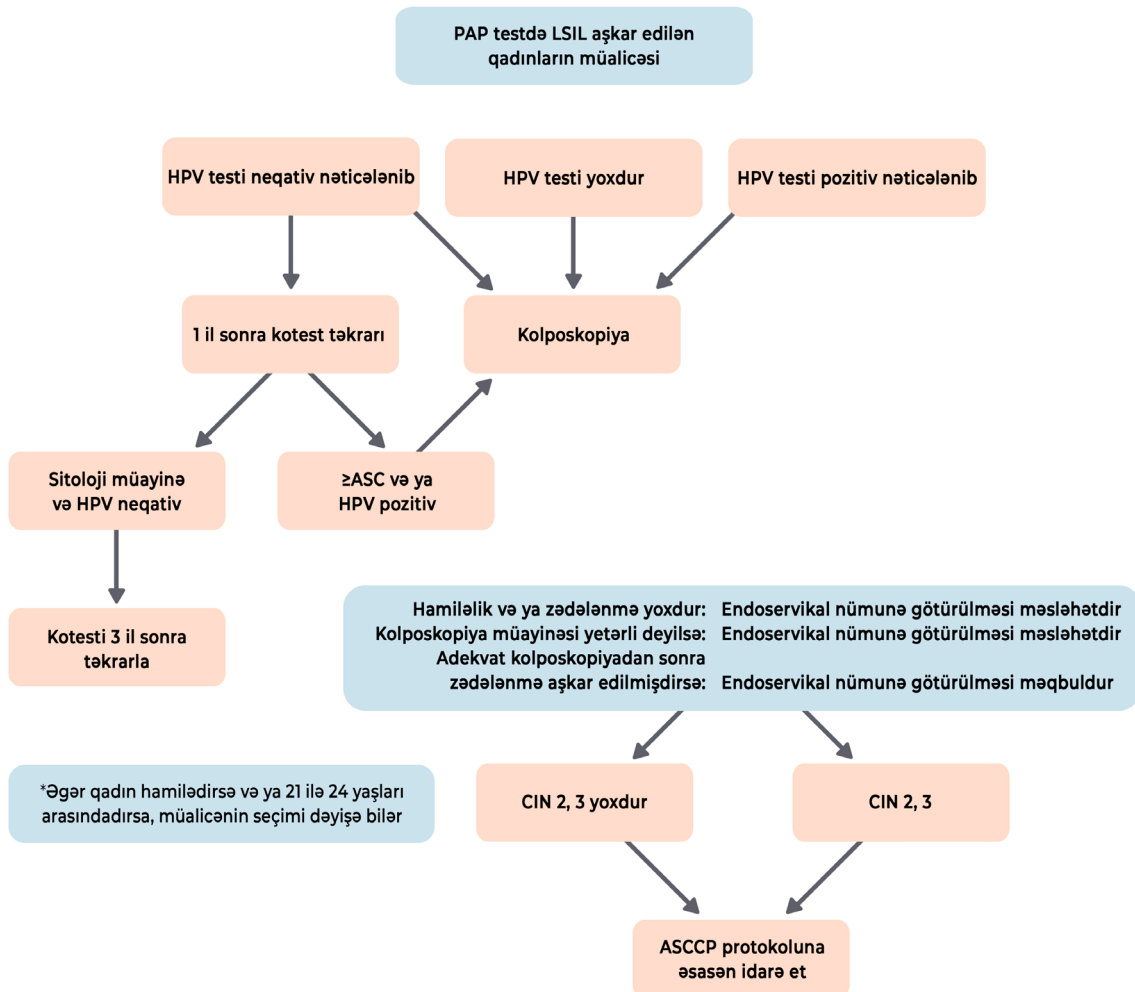 PAP testdə LSIL aşkar edilən
qadınların müalicəsi
HPV testi neqativ nəticələnib
HPV testi yoxdur
HPV testi pozitiv nəticələnib
1 il sonra kotest təkrarı
Kolposkopiya
Sitoloji müayinə
və HPV neqativ
≥ASC və ya
HPV pozitiv
Kotesti 3 il sonra
təkrarla
Hamiləlik və ya zədələnmə yoxdur: Endoservikal nümunə götürülməsi məsləhətdir
Kolposkopiya müayinəsi yetərli deyilsə: Endoservikal nümunə götürülməsi məsləhətdir
Adekvat kolposkopiyadan sonra
zədələnmə aşkar edilmişdirsə: Endoservikal nümunə götürülməsi məqbuldur
*Əgər qadın hamilədirsə və ya 21 ilə 24 yaşları
arasındadırsa, müalicənin seçimi dəyişə bilər
CIN 2, 3 yoxdur
CIN 2, 3
ASCCP protokoluna
əsasən idarə et